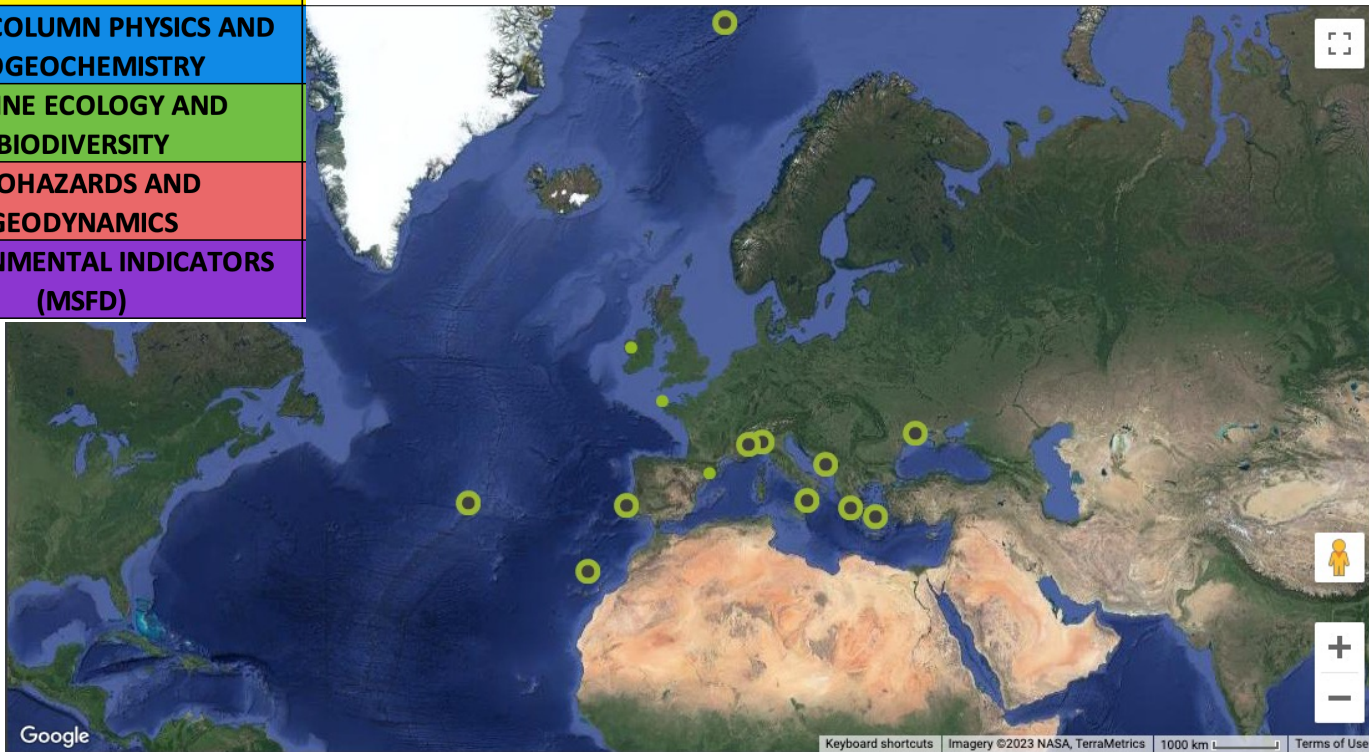 COLUMN PHYSICS AND
OGEOCHEMISTRY
INE ECOLOGY AND
BIODIVERSITY
OHAZARDS AND
GEODYNAMICS
NMENTAL INDICATORS
(MSFD)
Google
Keyboard shortcuts
Imagery ©2023 NASA, TerraMetrics
1000 km
Terms of Use